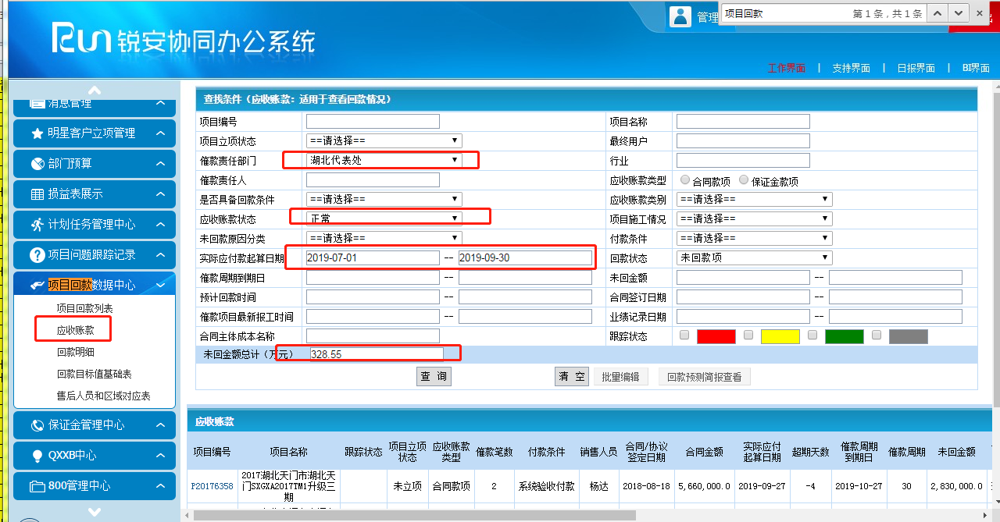 项目回款 第 1 条，共 1 条
管理
锐安协同办公系统
工作界面 | 支持界面 | 日报界面 | BI界面
消息管理
明星客户立项管理
部门预算
损益表展示
计划任务管理中心
项目问题跟踪记录
项目回款数据中心
项目回款列表
应收账款
回款明细
回款目标值基础表
售后人员和区域对应表
保证金管理中心
QXXB中心
800管理中心
查找条件（应收账款：适用于查看回款情况）
项目编号 项目名称
项目立项状态 ==请选择== 最终用户
催款责任部门 湖北代表处 行业
催款责任人 应收账款类型 合同款项 保证金款项
是否具备回款条件 ==请选择== 应收账款类别 ==请选择==
应收账款状态 正常 项目施工情况 ==请选择==
未回款原因分类 ==请选择== 付款条件 ==请选择==
实际应付款起算日期 2019-07-01 -- 2019-09-30 回款状态 未回款项
催款周期到期日 -- 未回金额 --
预计回款时间 -- 合同签订日期 --
催款项目最新报工时间 -- 业绩记录日期 --
合同主体成本名称 跟踪状态
未回金额总计（万元） 328.55
查 询 清 空 批量编辑 回款预测简报查看
应收账款
项目编号 项目名称 跟踪状态 项目立项状态 应收账款类型 催款笔数 付款条件 销售人员 合同/协议签定日期 合同金额 实际应付起算日期 超期天数 催款周期到期日 催款周期 未回金额
P20176358 2017湖北天门市湖北天门SXGXA2017TM1升级三期 未立项 合同款项 2 系统验收付款 杨达 2018-06-18 5,660,000.0 2019-09-27 -4 2019-10-27 30 2,830,000.0